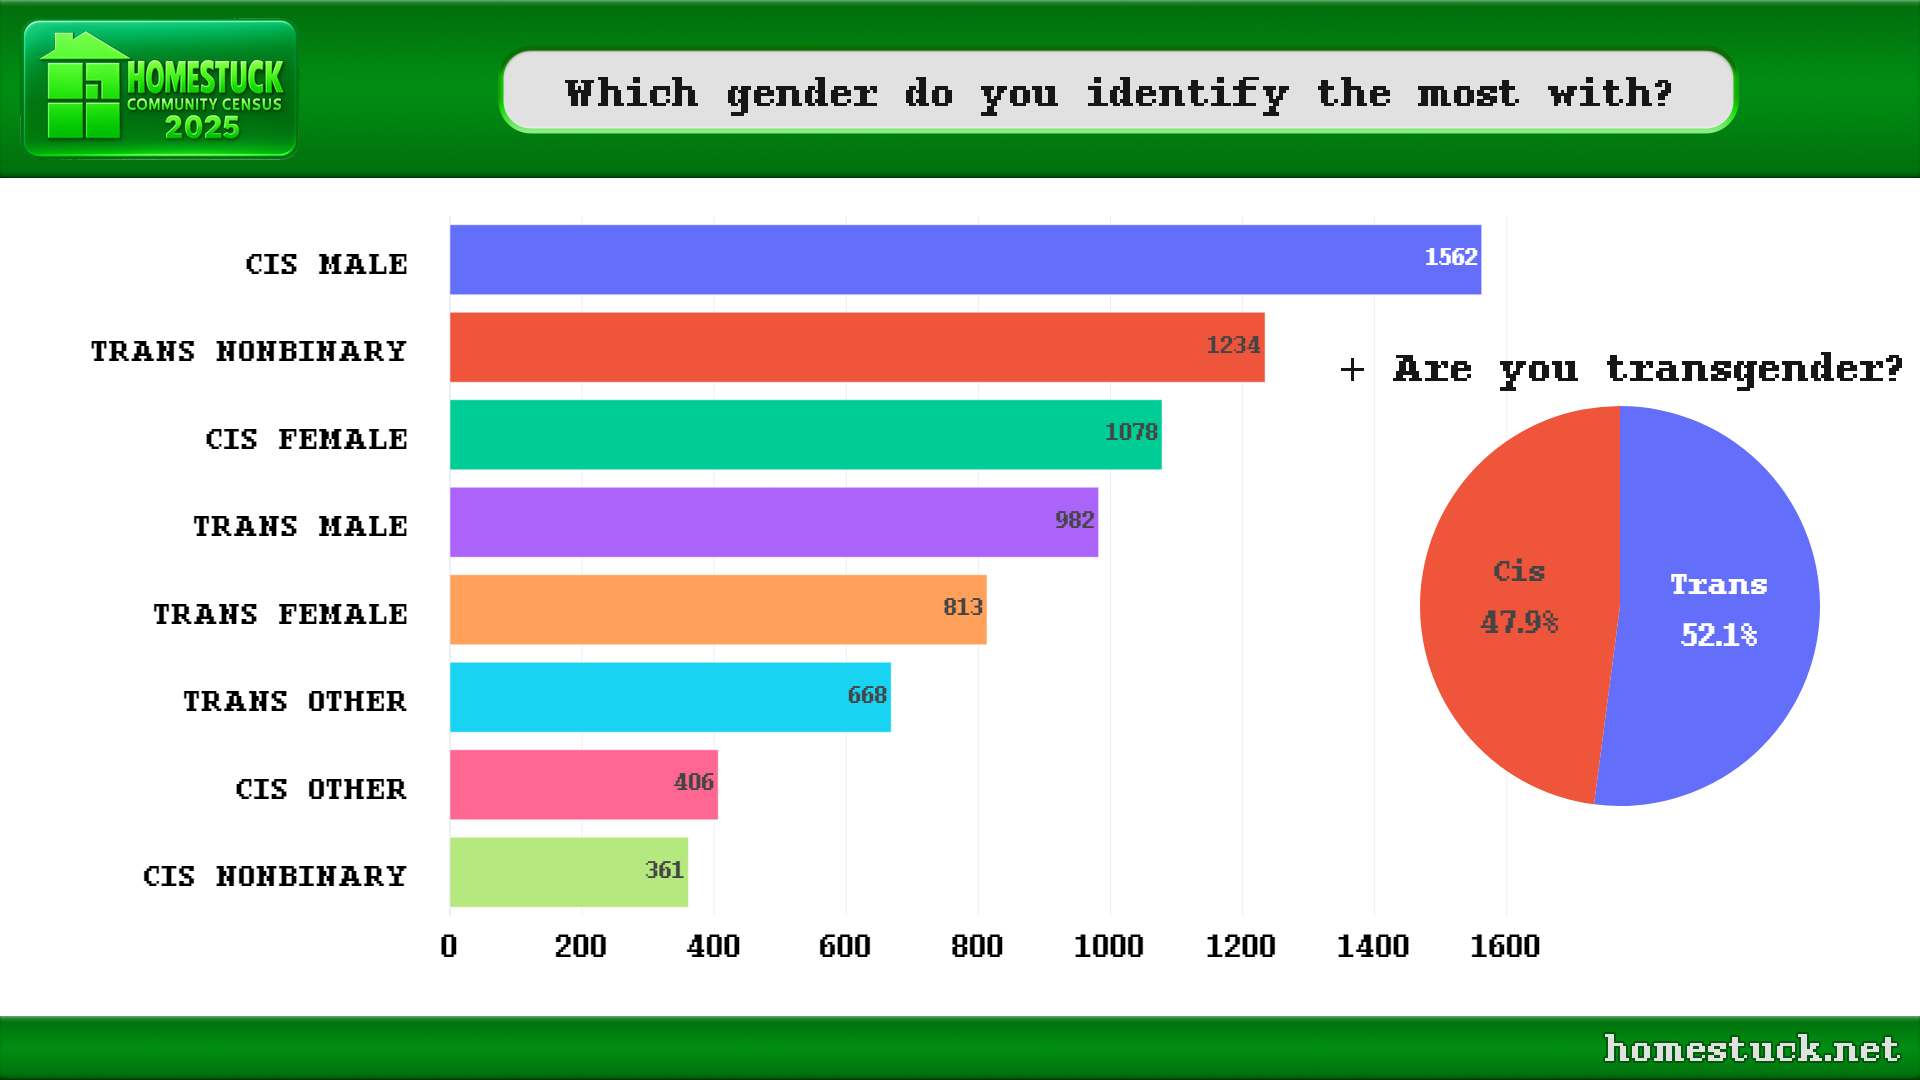 HOMESTUCK
COMMUNITY CENSUS
2025
Which gender do you identify the most with?
CIS MALE
1562
TRANS NONBINARY
1234
CIS FEMALE
1078
TRANS MALE
982
TRANS FEMALE
813
TRANS OTHER
668
CIS OTHER
406
CIS NONBINARY
361
0 200 400 600 800 1000 1200 1400 1600
+ Are you transgender?
Cis
47.9%
Trans
52.1%
homestuck.net